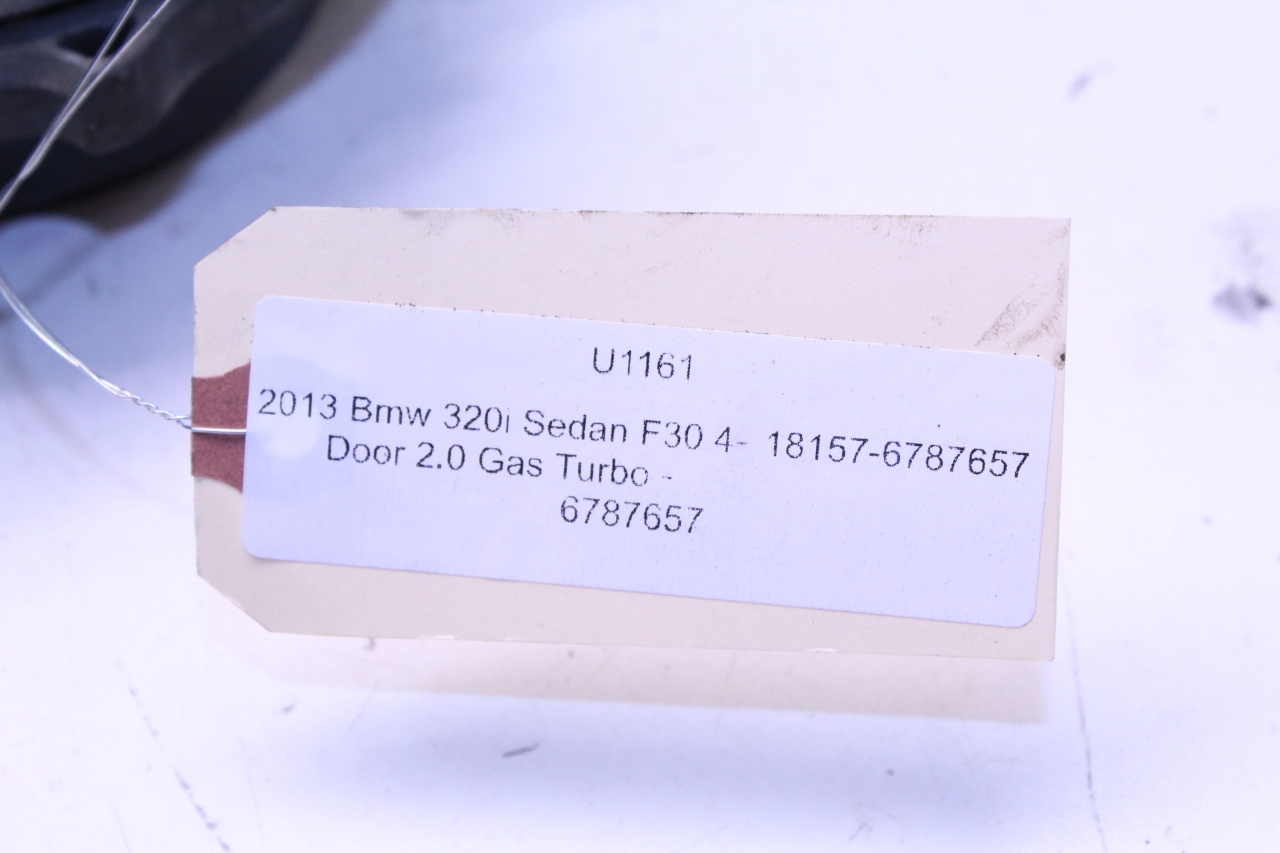 U1161
2013 Bmw 320i Sedan F30 4- 18157-6787657
Door 2.0 Gas Turbo -
6787657